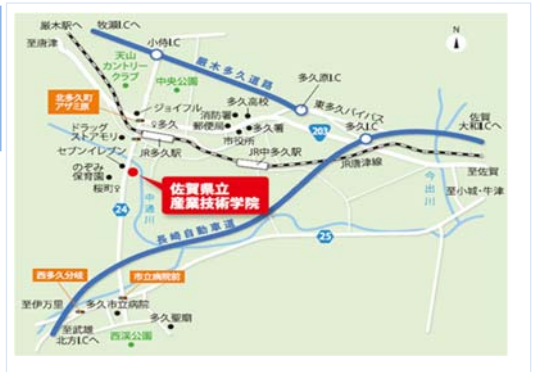 厳木駅へ
牧瀬I.Cへ
至唐津
小侍I.C
N
天山
カントリー
クラブ
中央公園
厳木多久道路
多久原I.C
北多久町
アザミ原
ジョイフル
消防署
多久高校
郵便局
多久署
市役所
東多久バイパス
203
多久I.C
佐賀
大和I.Cへ
ドラッグ
ストアモリ
多久
JR多久駅
JR中多久駅
JR唐津線
セブンイレブン
のぞみ
保育園
桜町
佐賀県立
産業技術学院
至佐賀
今出川
至小城・牛津
24
中通川
長崎自動車道
25
西多久分岐
市立病院前
至伊万里
多久市立病院
多久聖廟
至武雄
北方I.Cへ
西渓公園